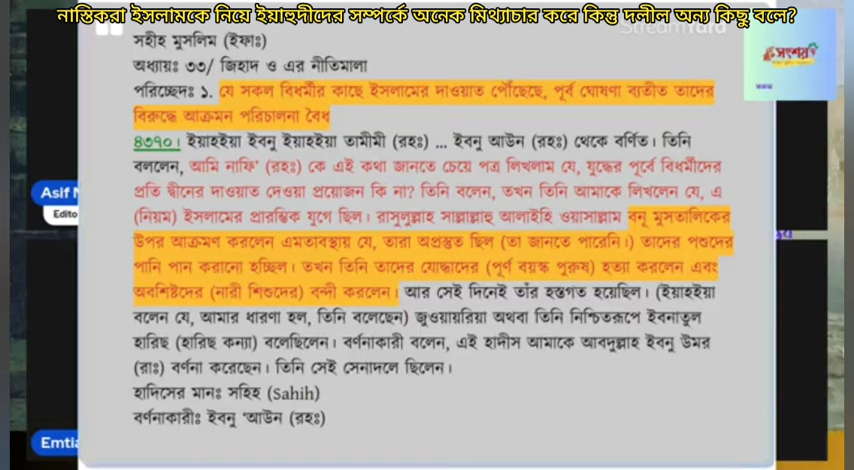 নাস্তিকরা ইসলামকে নিয়ে ইয়াহুদীদের সম্পর্কে অনেক মিথ্যাচার করে কিন্তু দলীল অন্য কিছু বলে?
StreamYard
সহীহ মুসলিম (ইফাঃ)
অধ্যায়ঃ ৩৩/ জিহাদ ও এর নীতিমালা
পরিচ্ছেদঃ ১. যে সকল বিধর্মীর কাছে ইসলামের দাওয়াত পৌঁছেছে, পূর্ব ঘোষণা ব্যতীত তাদের
বিরুদ্ধে আক্রমন পরিচালনা বৈধ
৪৩৭০। ইয়াহইয়া ইবনু ইয়াহইয়া তামীমী (রহঃ) ... ইবনু আউন (রহঃ) থেকে বর্ণিত। তিনি
বললেন, আমি নাফি' (রহঃ) কে এই কথা জানতে চেয়ে পত্র লিখলাম যে, যুদ্ধের পূর্বে বিধর্মীদের
প্রতি দ্বীনের দাওয়াত দেওয়া প্রয়োজন কি না? তিনি বলেন, তখন তিনি আমাকে লিখলেন যে, এ
(নিয়ম) ইসলামের প্রারম্ভিক যুগে ছিল। রাসুলুল্লাহ সাল্লাল্লাহু আলাইহি ওয়াসাল্লাম বনূ মুসতালিকের
উপর আক্রমণ করলেন এমতাবস্থায় যে, তারা অপ্রস্তুত ছিল (তা জানতে পারেনি।) তাদের পশুদের
পানি পান করানো হচ্ছিল। তখন তিনি তাদের যোদ্ধাদের (পূর্ণ বয়স্ক পুরুষ) হত্যা করলেন এবং
অবশিষ্টদের (নারী শিশুদের) বন্দী করলেন। আর সেই দিনেই তাঁর হস্তগত হয়েছিল। (ইয়াহইয়া
বলেন যে, আমার ধারণা হল, তিনি বলেছেন) জুওয়ায়রিয়া অথবা তিনি নিশ্চিতরূপে ইবনাতুল
হারিছ (হারিছ কন্যা) বলেছিলেন। বর্ণনাকারী বলেন, এই হাদীস আমাকে আবদুল্লাহ ইবনু উমর
(রাঃ) বর্ণনা করেছেন। তিনি সেই সেনাদলে ছিলেন।
হাদিসের মানঃ সহিহ (Sahih)
বর্ণনাকারীঃ ইবনু 'আউন (রহঃ)
সংশয়
www
Asif
Edito
Emtia